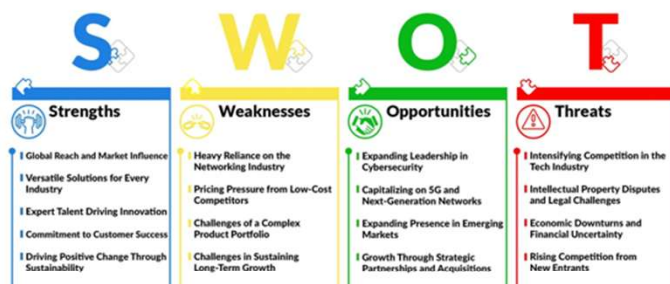 S
W
O
T
Strengths
Global Reach and Market Influence
Versatile Solutions for Every
Industry
Expert Talent Driving Innovation
Commitment to Customer Success
Driving Positive Change Through
Sustainability
Weaknesses
Heavy Reliance on the
Networking Industry
Pricing Pressure from Low-Cost
Competitors
Challenges of a Complex
Product Portfolio
Challenges in Sustaining
Long-Term Growth
Opportunities
Expanding Leadership in
Cybersecurity
Capitalizing on 5G and
Next-Generation Networks
Expanding Presence in Emerging
Markets
Growth Through Strategic
Partnerships and Acquisitions
Threats
Intensifying Competition in the
Tech Industry
Intellectual Property Disputes
and Legal Challenges
Economic Downturns and
Financial Uncertainty
Rising Competition from
New Entrants